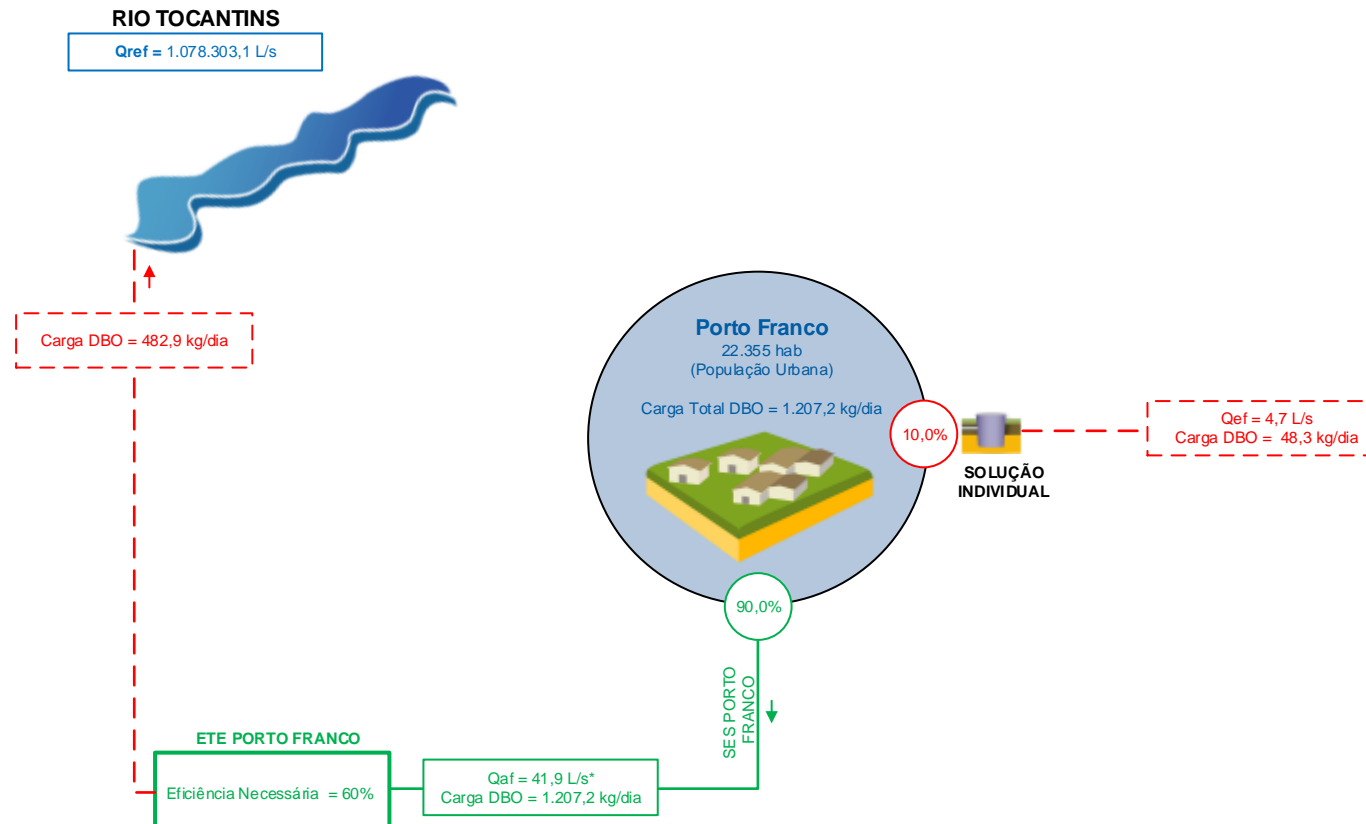 RIO TOCANTINS
Qref = 1.078.303,1 L/s
Carga DBO = 482,9 kg/dia
Porto Franco
22.355 hab
(População Urbana)
Carga Total DBO = 1.207,2 kg/dia
10,0%
SOLUÇÃO
INDIVIDUAL
Qef = 4,7 L/s
Carga DBO = 48,3 kg/dia
90,0%
SES PORTO
FRANCO
ETE PORTO FRANCO
Eficiência Necessária = 60%
Qaf = 41,9 L/s*
Carga DBO = 1.207,2 kg/dia